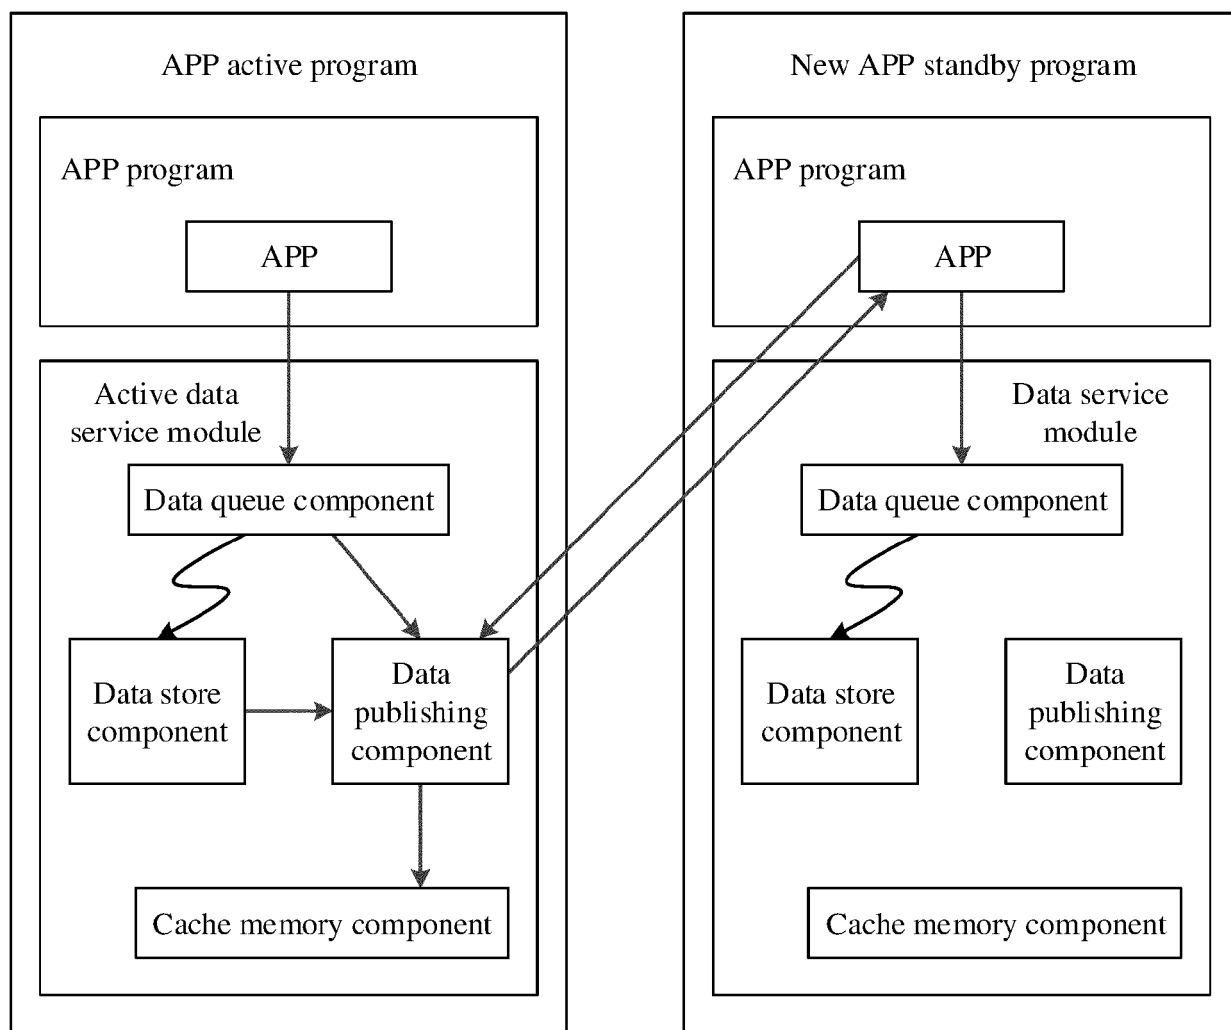 APP active program
APP program
APP
Active data
service module
Data queue component
Data store
component
Data
publishing
component
Cache memory component
New APP standby program
APP program
APP
Data service
module
Data queue component
Data store
component
Data
publishing
component
Cache memory component